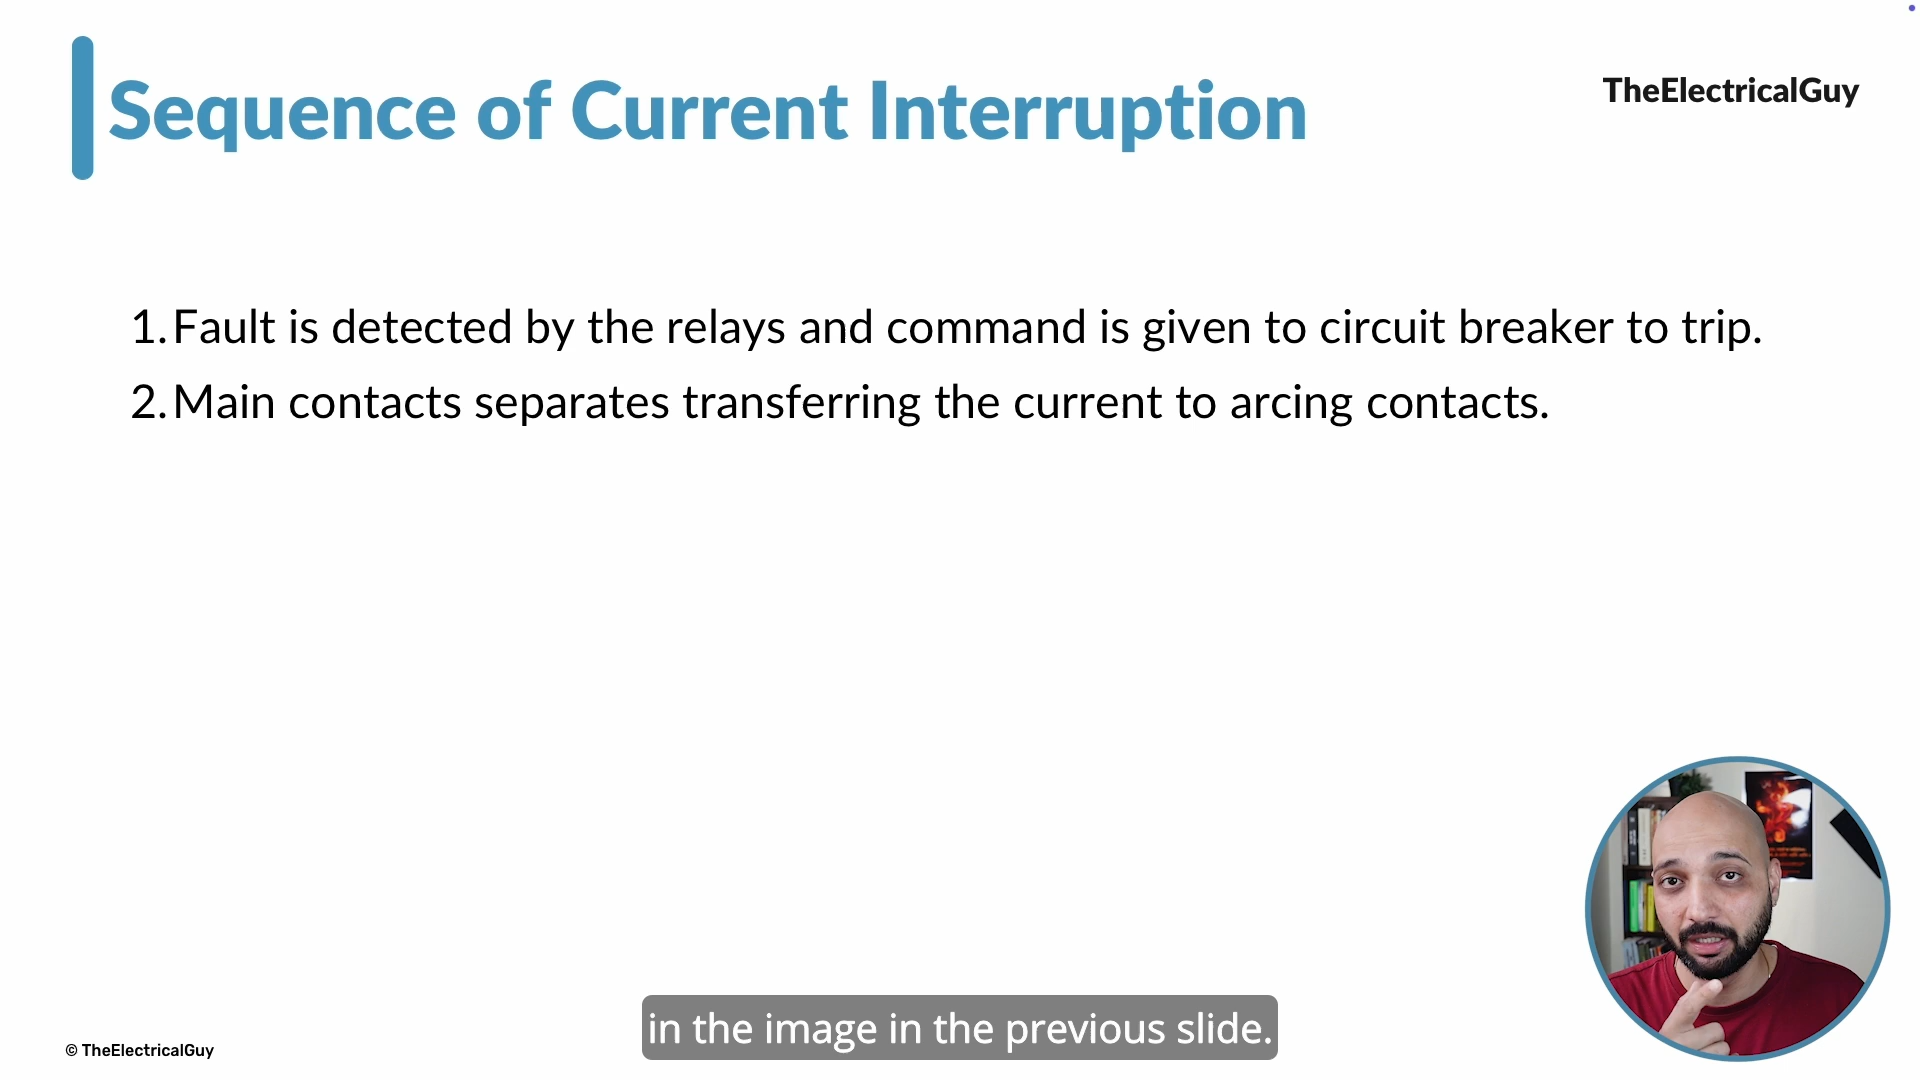 Sequence of Current Interruption
TheElectricalGuy
1. Fault is detected by the relays and command is given to circuit breaker to trip.
2. Main contacts separates transferring the current to arcing contacts.
in the image in the previous slide.
© TheElectricalGuy